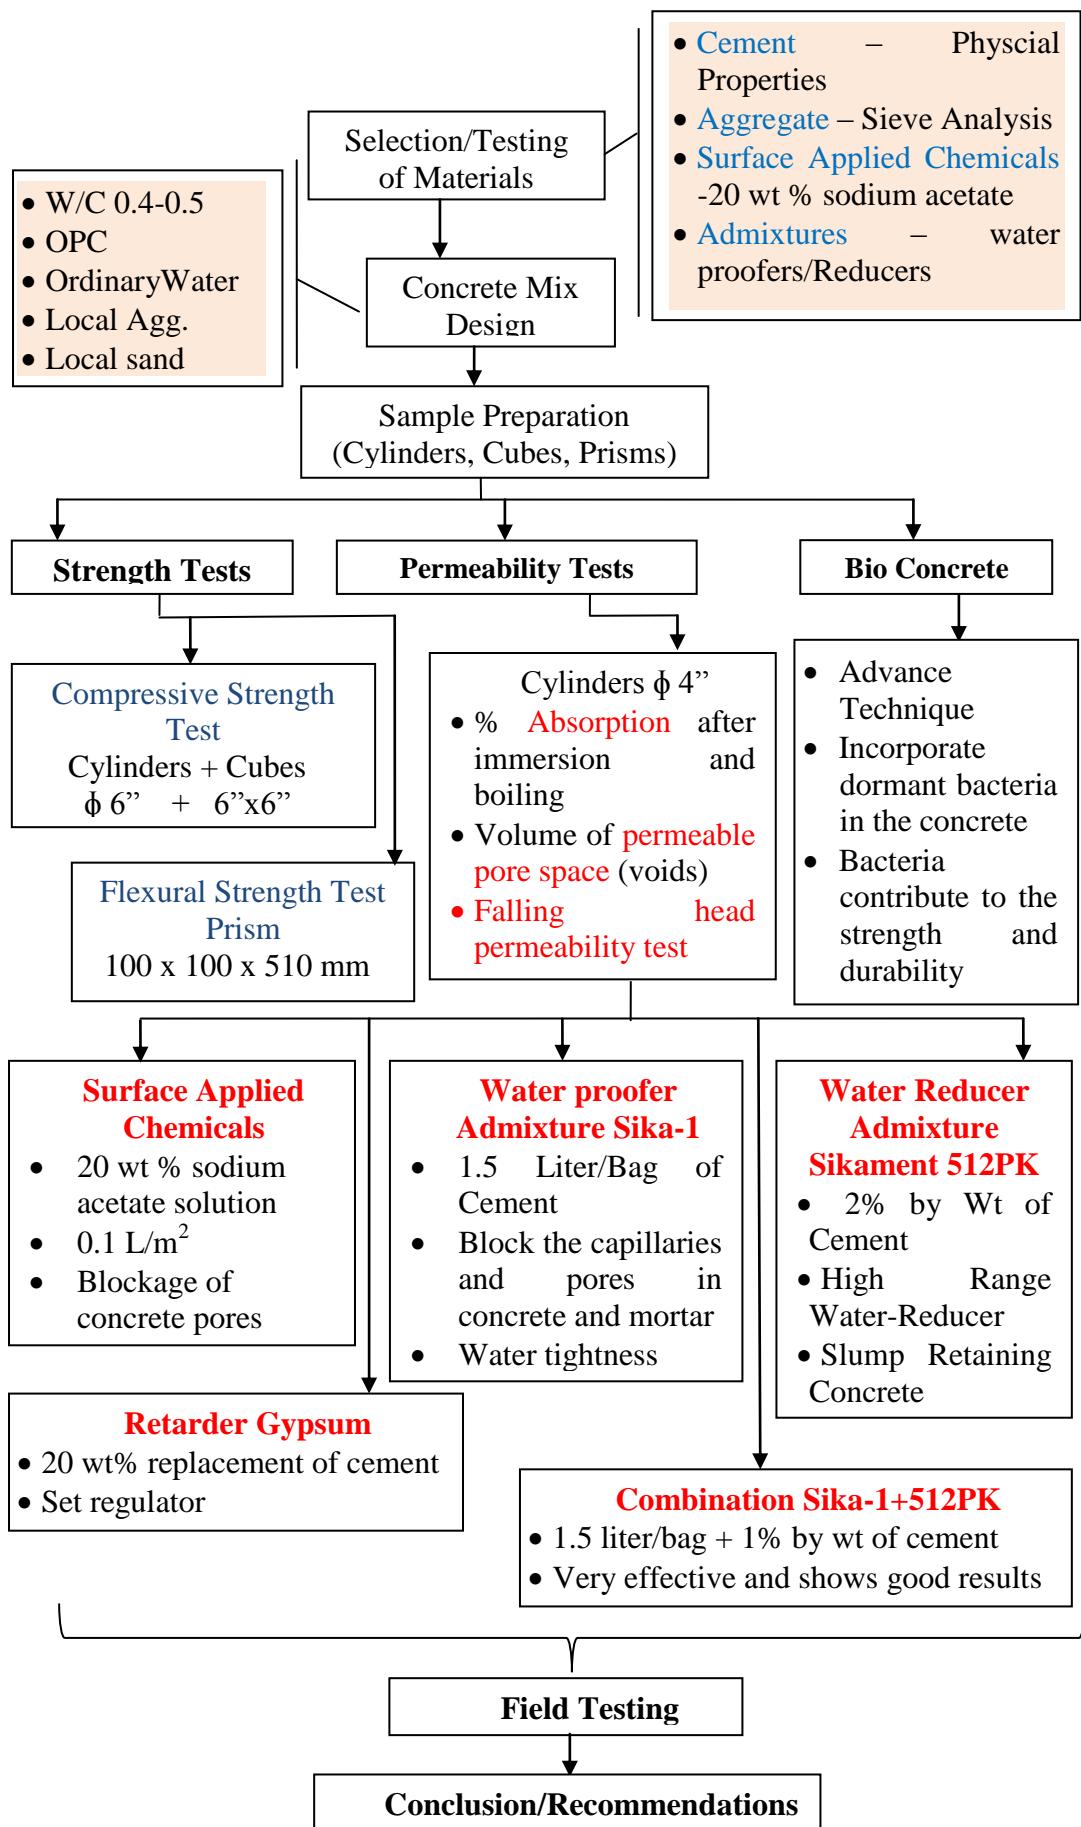 • Cement – Physcial
Properties
• Aggregate – Sieve Analysis
• Surface Applied Chemicals
-20 wt % sodium acetate
• Admixtures – water
proofers/Reducers
Selection/Testing
of Materials
• W/C 0.4-0.5
• OPC
• OrdinaryWater
• Local Agg.
• Local sand
Concrete Mix
Design
Sample Preparation
(Cylinders, Cubes, Prisms)
Strength Tests
Permeability Tests
Bio Concrete
Compressive Strength
Test
Cylinders + Cubes
ϕ 6” + 6”x6”
Flexural Strength Test
Prism
100 x 100 x 510 mm
Cylinders ϕ 4”
• % Absorption after
immersion and
boiling
• Volume of permeable
pore space (voids)
• Falling head
permeability test
• Advance
Technique
• Incorporate
dormant bacteria
in the concrete
• Bacteria
contribute to the
strength and
durability
Surface Applied
Chemicals
• 20 wt % sodium
acetate solution
• 0.1 L/m²
• Blockage of
concrete pores
Water proofer
Admixture Sika-1
• 1.5 Liter/Bag of
Cement
• Block the capillaries
and pores in
concrete and mortar
• Water tightness
Water Reducer
Admixture
Sikament 512PK
• 2% by Wt of
Cement
• High Range
Water-Reducer
• Slump Retaining
Concrete
Retarder Gypsum
• 20 wt% replacement of cement
• Set regulator
Combination Sika-1+512PK
• 1.5 liter/bag + 1% by wt of cement
• Very effective and shows good results
Field Testing
Conclusion/Recommendations